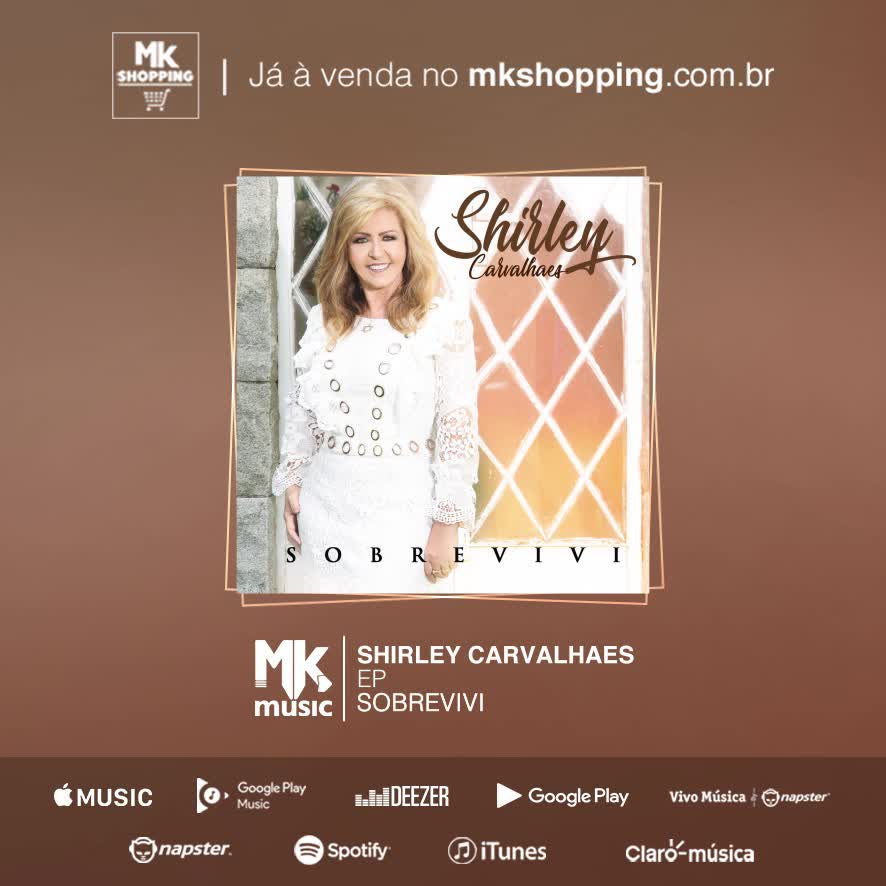 MK
SHOPPING
Já à venda no mkshopping.com.br
Shirley
Carvalhaes
SOBREVIVI
MK
music
SHIRLEY CARVALHAES
EP
SOBREVIVI
MUSIC
Google Play
Music
DEEZER
Google Play
Vivo Música
napster
napster
Spotify
iTunes
Claro música